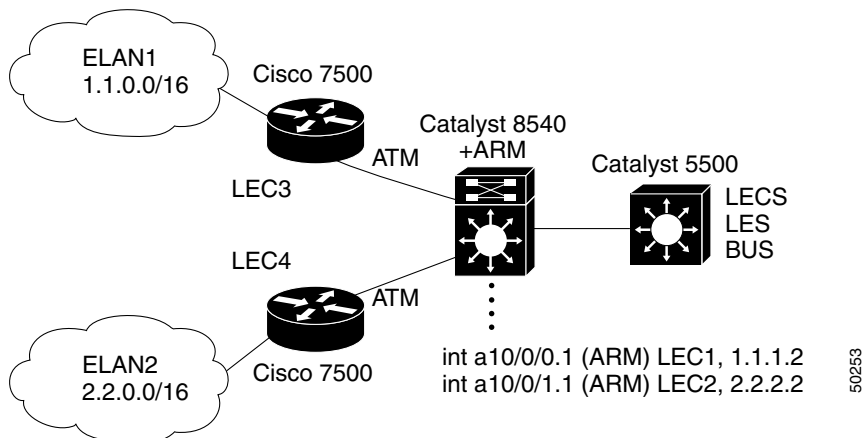 ELAN1
1.1.0.0/16
Cisco 7500
ATM
LEC3
Catalyst 8540
+ARM
Catalyst 5500
LECS
LES
BUS
LEC4
ATM
Cisco 7500
ELAN2
2.2.0.0/16
int a10/0/0.1 (ARM) LEC1, 1.1.1.2
int a10/0/1.1 (ARM) LEC2, 2.2.2.2
50253